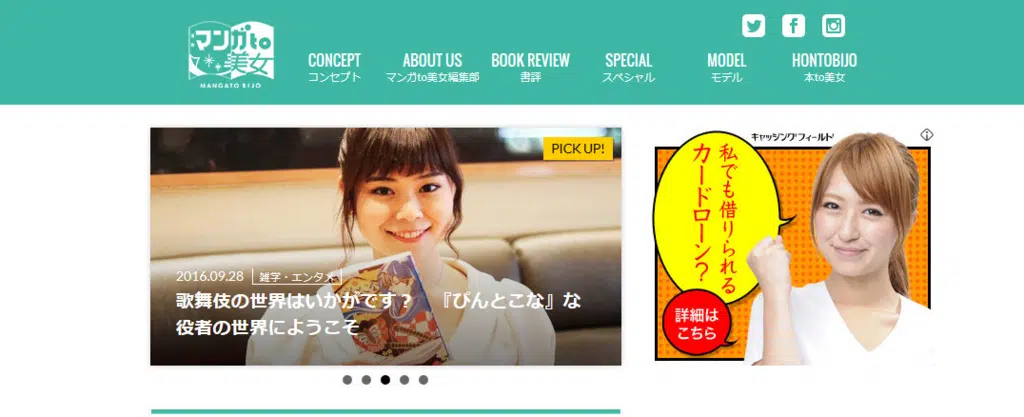 マンガto
美女
MANGATO BIJO
CONCEPT
コンセプト
ABOUT US
マンガto美女編集部
BOOK REVIEW
書評
SPECIAL
スペシャル
MODEL
モデル
HONTOBIJO
本to美女
PICK UP!
2016.09.28 雑学・エンタメ
歌舞伎の世界はいかがです？ 『ぴんとこな』な
役者の世界にようこそ
キャッシングフィールド
私でも借りられる
カードローン？
詳細は
こちら